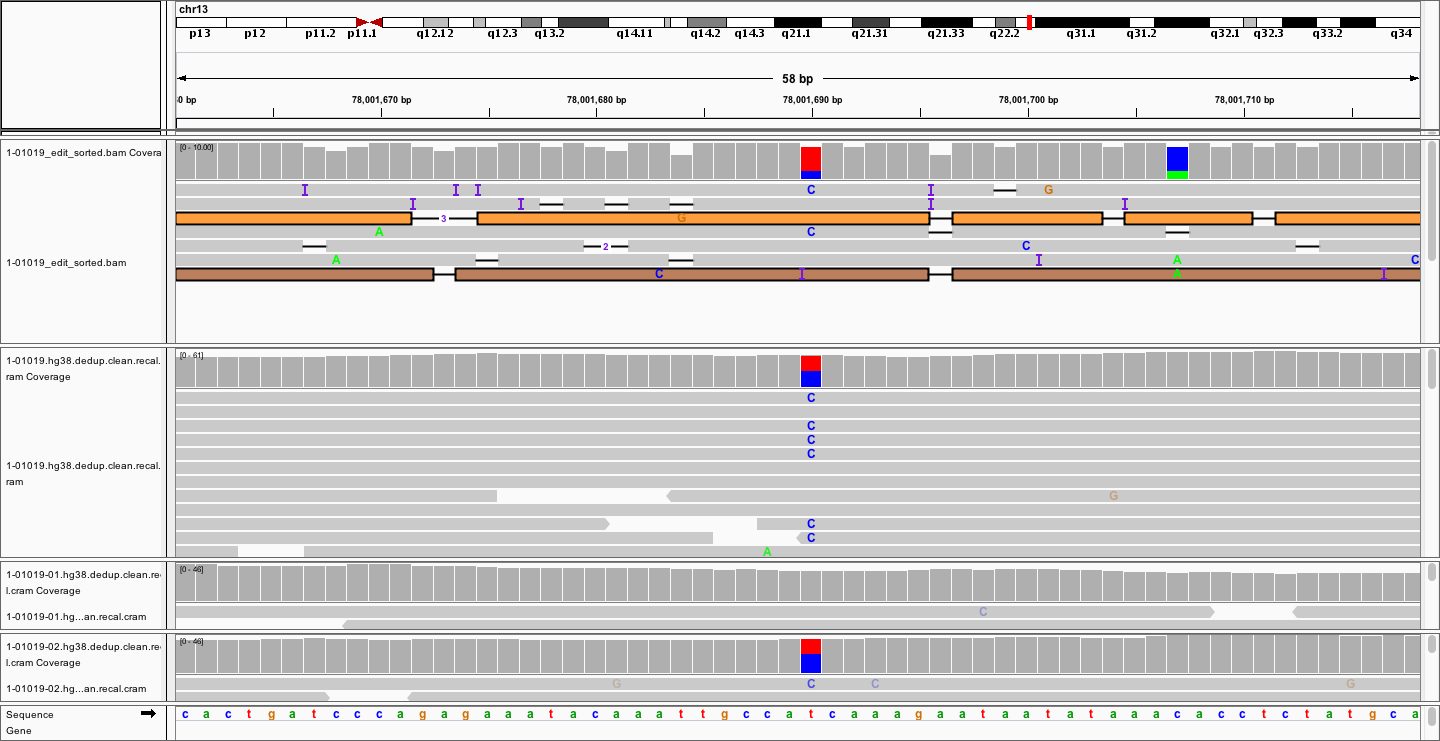 chr13
p13 p12 p11.2 p11.1 q12.12 q12.3 q13.2 q14.11 q14.2 q14.3 q21.1 q21.31 q21.33 q22.2 q31.1 q31.2 q32.1 q32.3 q33.2 q34
58 bp
0 bp 78,001,670 bp 78,001,680 bp 78,001,690 bp 78,001,700 bp 78,001,710 bp
1-01019_edit_sorted.bam Covera
[0 - 10.00]
I I I C I G
I I I I
3 G
A C
2 C
1-01019_edit_sorted.bam
A I A C
C I A I
1-01019.hg38.dedup.clean.recal.
ram Coverage
[0 - 61]
C
C
C
C
1-01019.hg38.dedup.clean.recal.
ram
G
C
C
A
1-01019-01.hg38.dedup.clean.re
l.cram Coverage
[0 - 46]
1-01019-01.hg...an.recal.cram
C
1-01019-02.hg38.dedup.clean.re
l.cram Coverage
[0 - 46]
1-01019-02.hg...an.recal.cram
G C C G
Sequence
c a c t g a t c c c a g a g a a a t a c a a a t t g c c a t c a a a g a a t a a t a t a a a c a c c t c t a t g c a
Gene